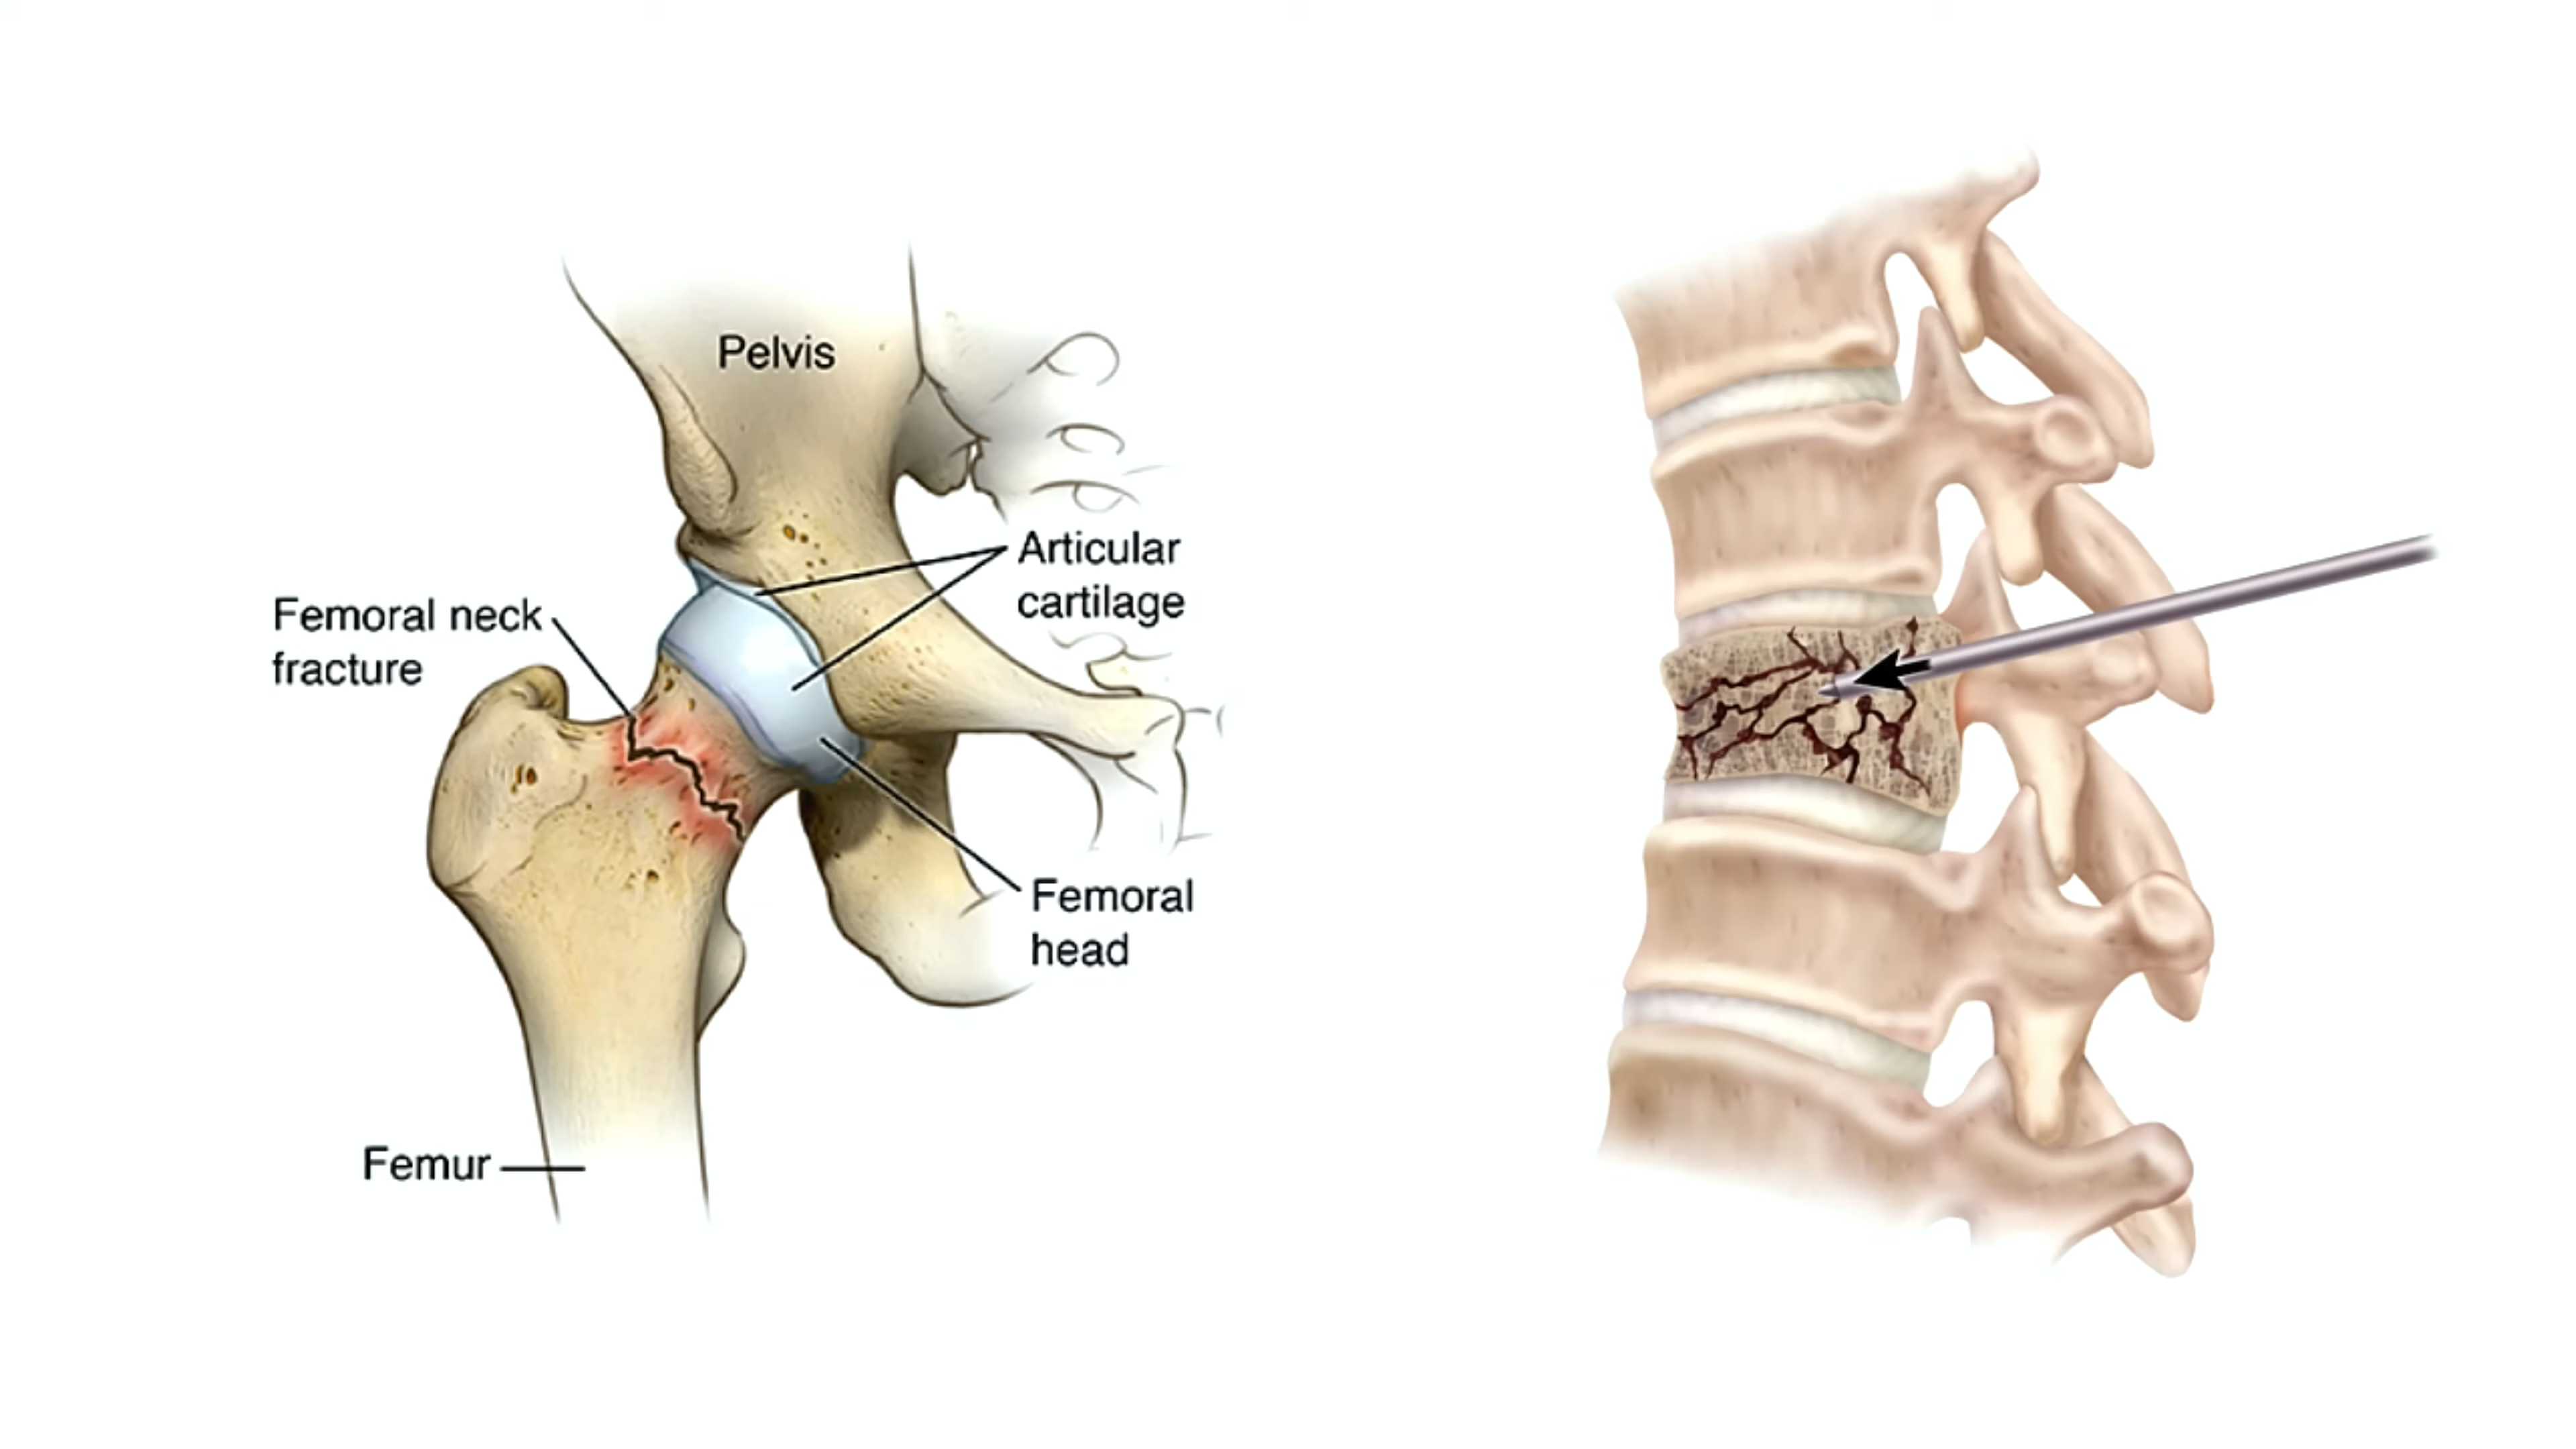 Pelvis
Articular
cartilage
Femoral neck
fracture
Femoral
head
Femur